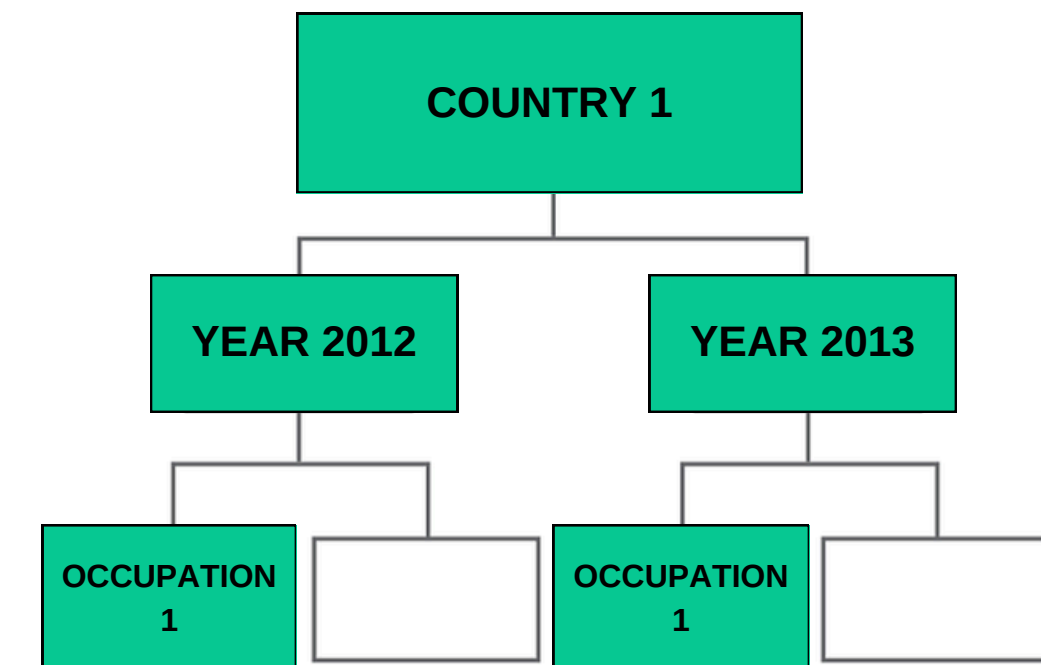 COUNTRY 1
YEAR 2012
YEAR 2013
OCCUPATION
1
OCCUPATION
1